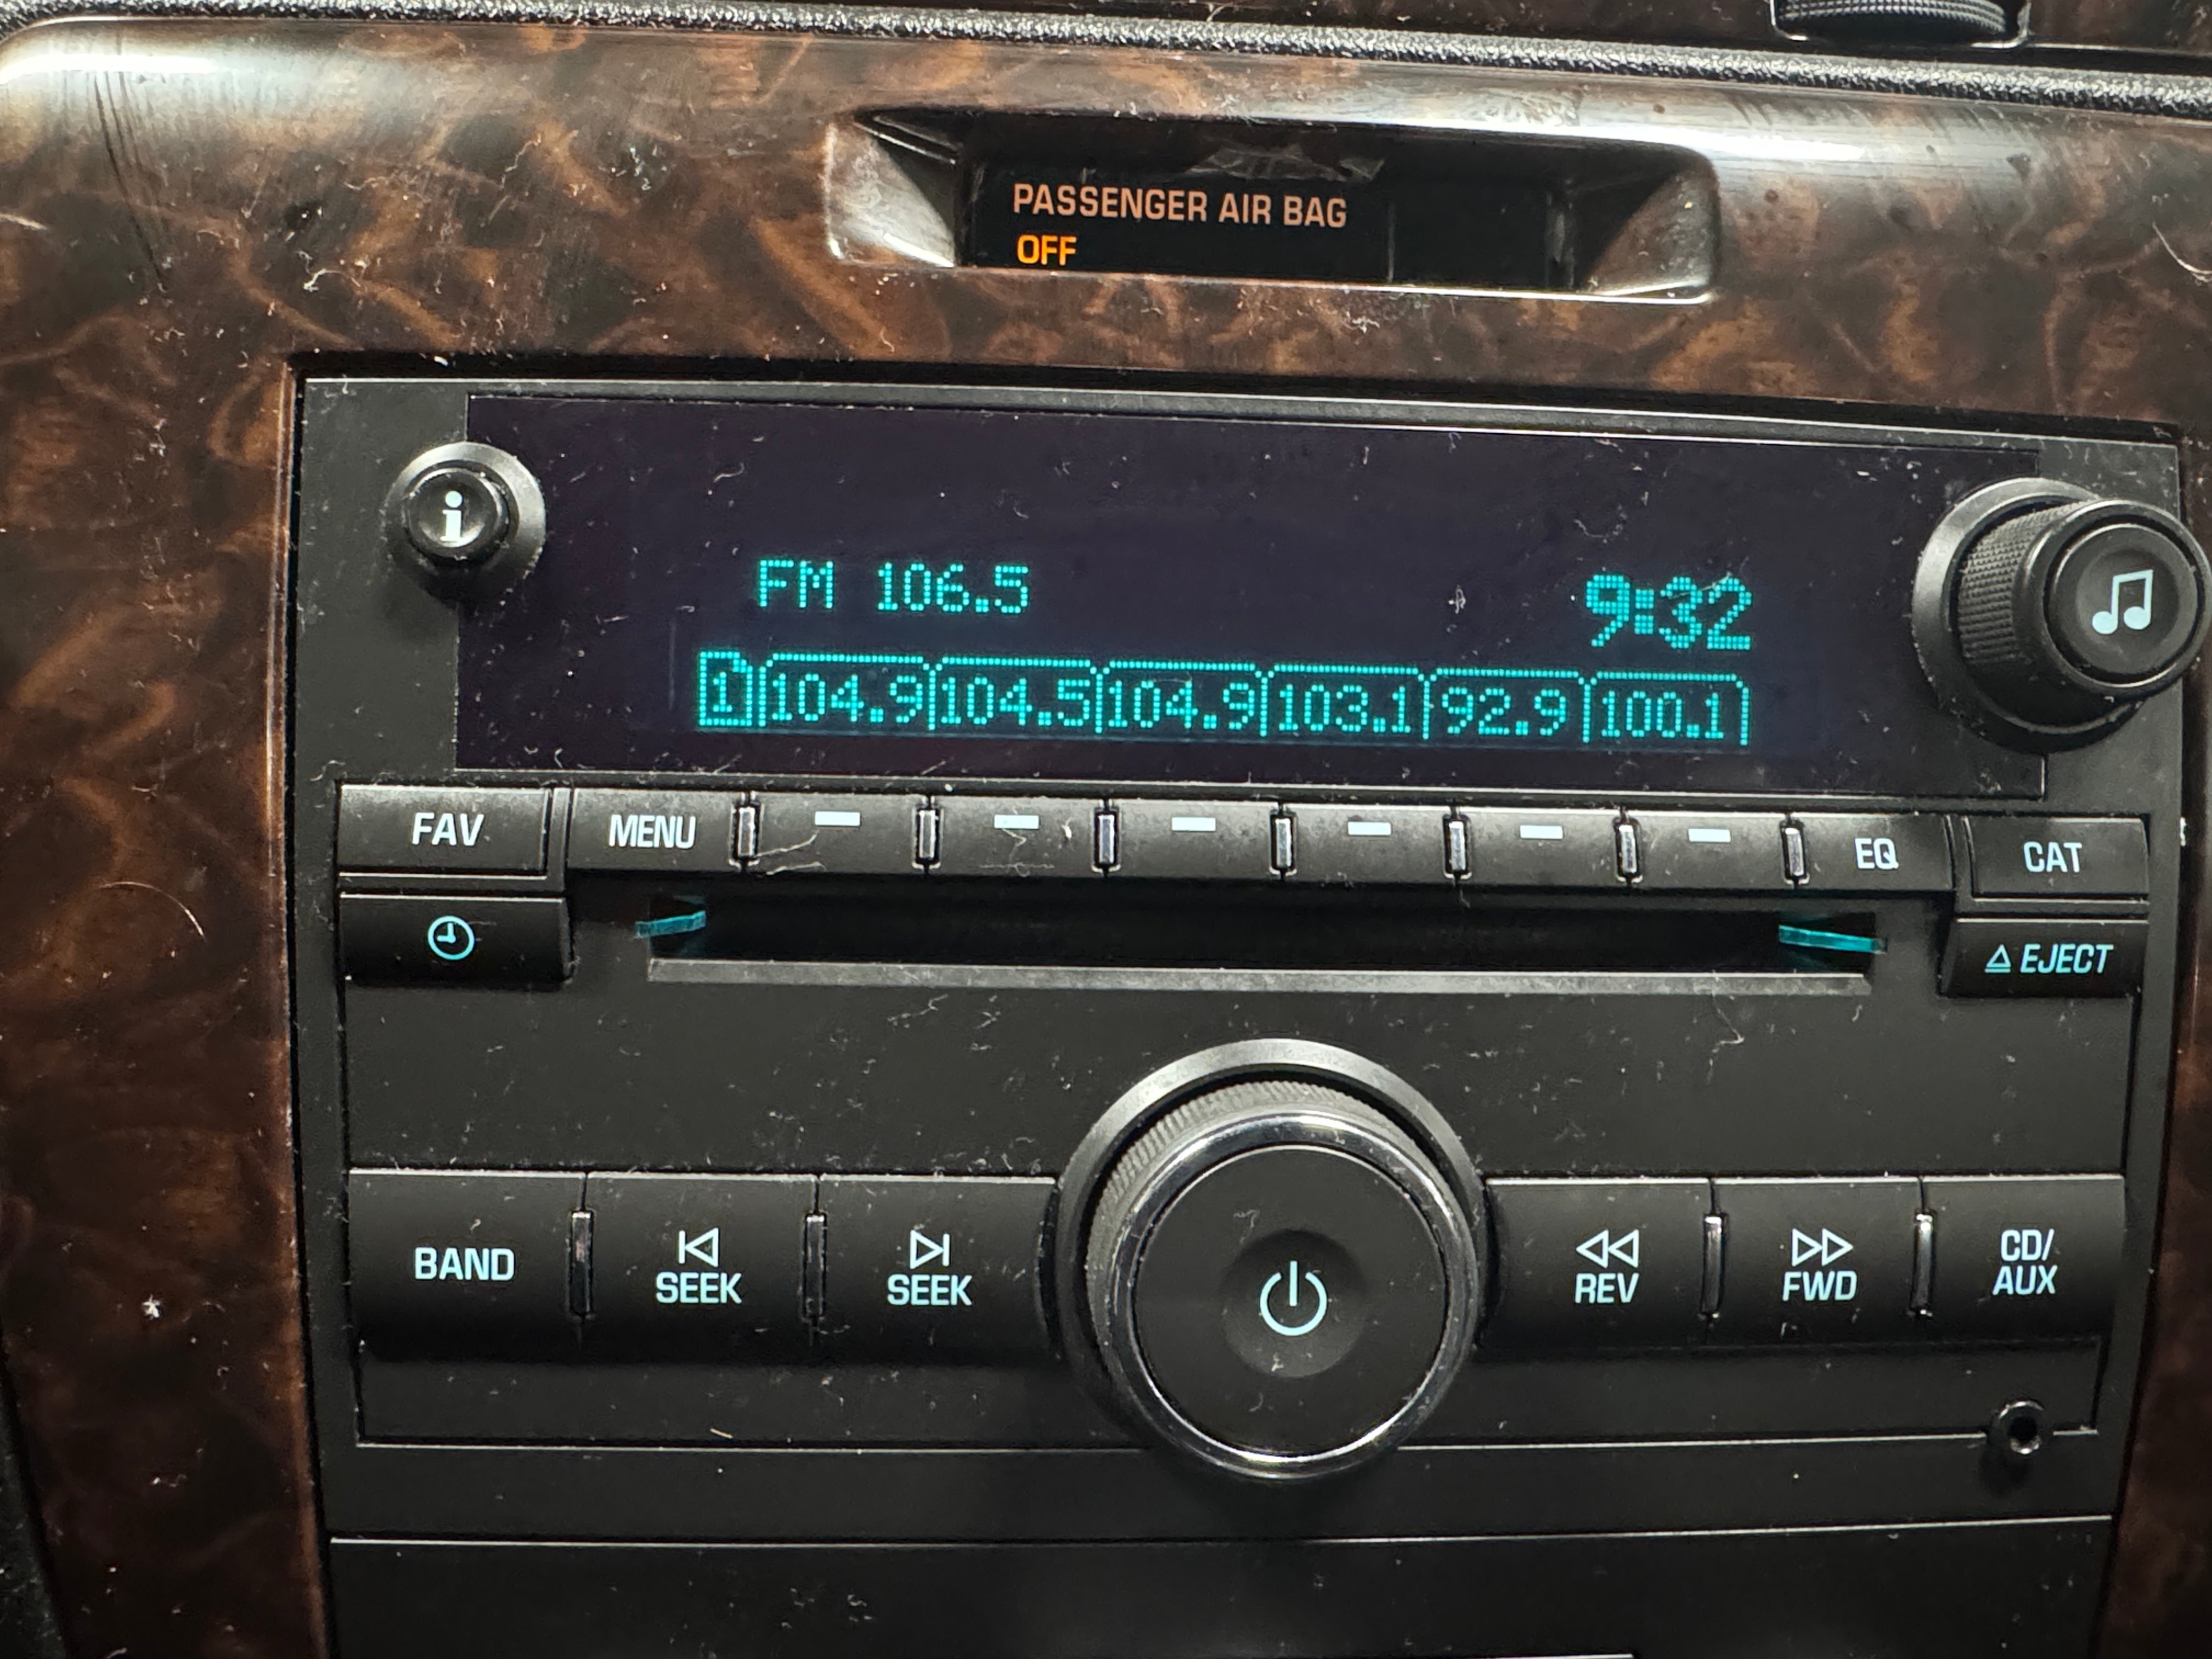 PASSENGER AIR BAG
OFF
i
FM 106.5 9:32
1 104.9 104.5 104.9 103.1 92.9 100.1
FAV MENU EQ CAT
EJECT
BAND SEEK SEEK REV FWD CD/
AUX